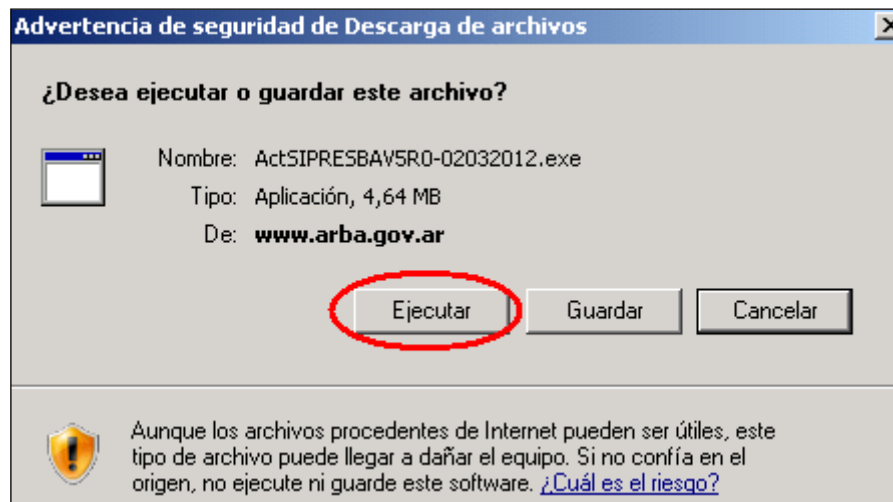 Advertencia de seguridad de Descarga de archivos
¿Desea ejecutar o guardar este archivo?
Nombre: ActSIPRESBAV5R0-02032012.exe
Tipo: Aplicación, 4,64 MB
De: www.arba.gov.ar
Ejecutar Guardar Cancelar
Aunque los archivos procedentes de Internet pueden ser útiles, este
tipo de archivo puede llegar a dañar el equipo. Si no confía en el
origen, no ejecute ni guarde este software. ¿Cuál es el riesgo?